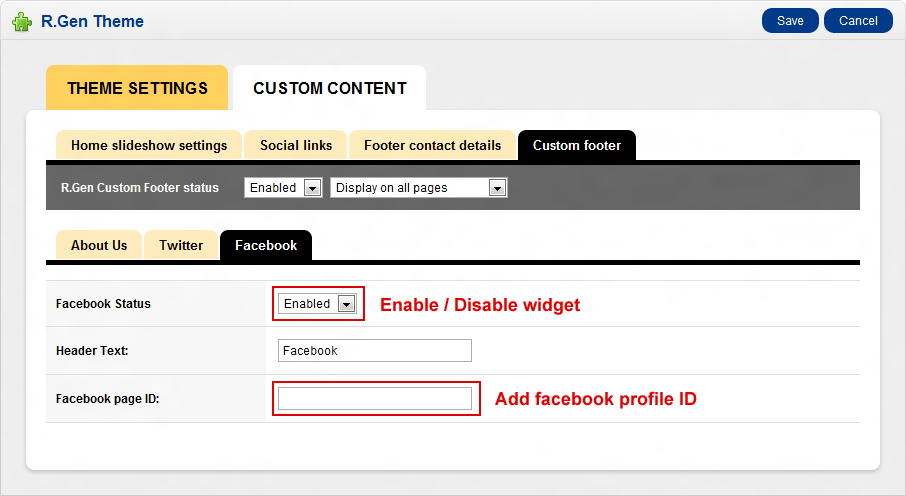 R.Gen Theme
Save Cancel
THEME SETTINGS CUSTOM CONTENT
Home slideshow settings Social links Footer contact details Custom footer
R.Gen Custom Footer status Enabled Display on all pages
About Us Twitter Facebook
Facebook Status Enabled Enable / Disable widget
Header Text: Facebook
Facebook page ID: Add facebook profile ID